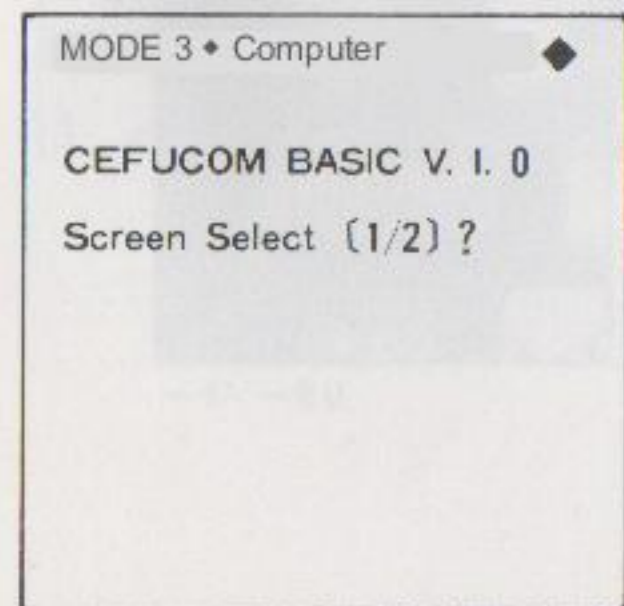 MODE 3 ◆ Computer ◆
CEFUCOM BASIC V. I. 0
Screen Select 〔1/2〕?